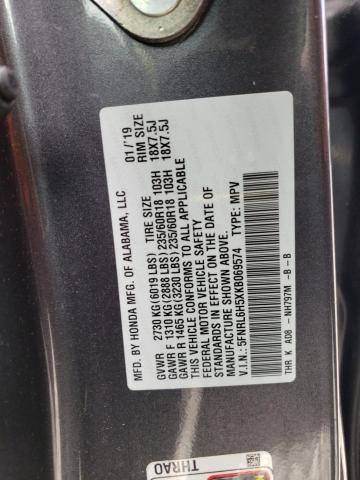 MFD. BY HONDA MFG. OF ALABAMA, LLC 01/'19
TIRE SIZE RIM SIZE
GVWR 2730 KG(6019 LBS)
GAWR F 1310 KG(2888 LBS) 235/60R18 103H 18X7.5J
GAWR R 1465 KG(3230 LBS) 235/60R18 103H 18X7.5J
THIS VEHICLE CONFORMS TO ALL APPLICABLE
FEDERAL MOTOR VEHICLE SAFETY
STANDARDS IN EFFECT ON THE DATE OF
MANUFACTURE SHOWN ABOVE.
V.I.N.: 5FNRL6H5XKB069574 TYPE: MPV
THR K AD8 - NH797M -B -B
THRAO